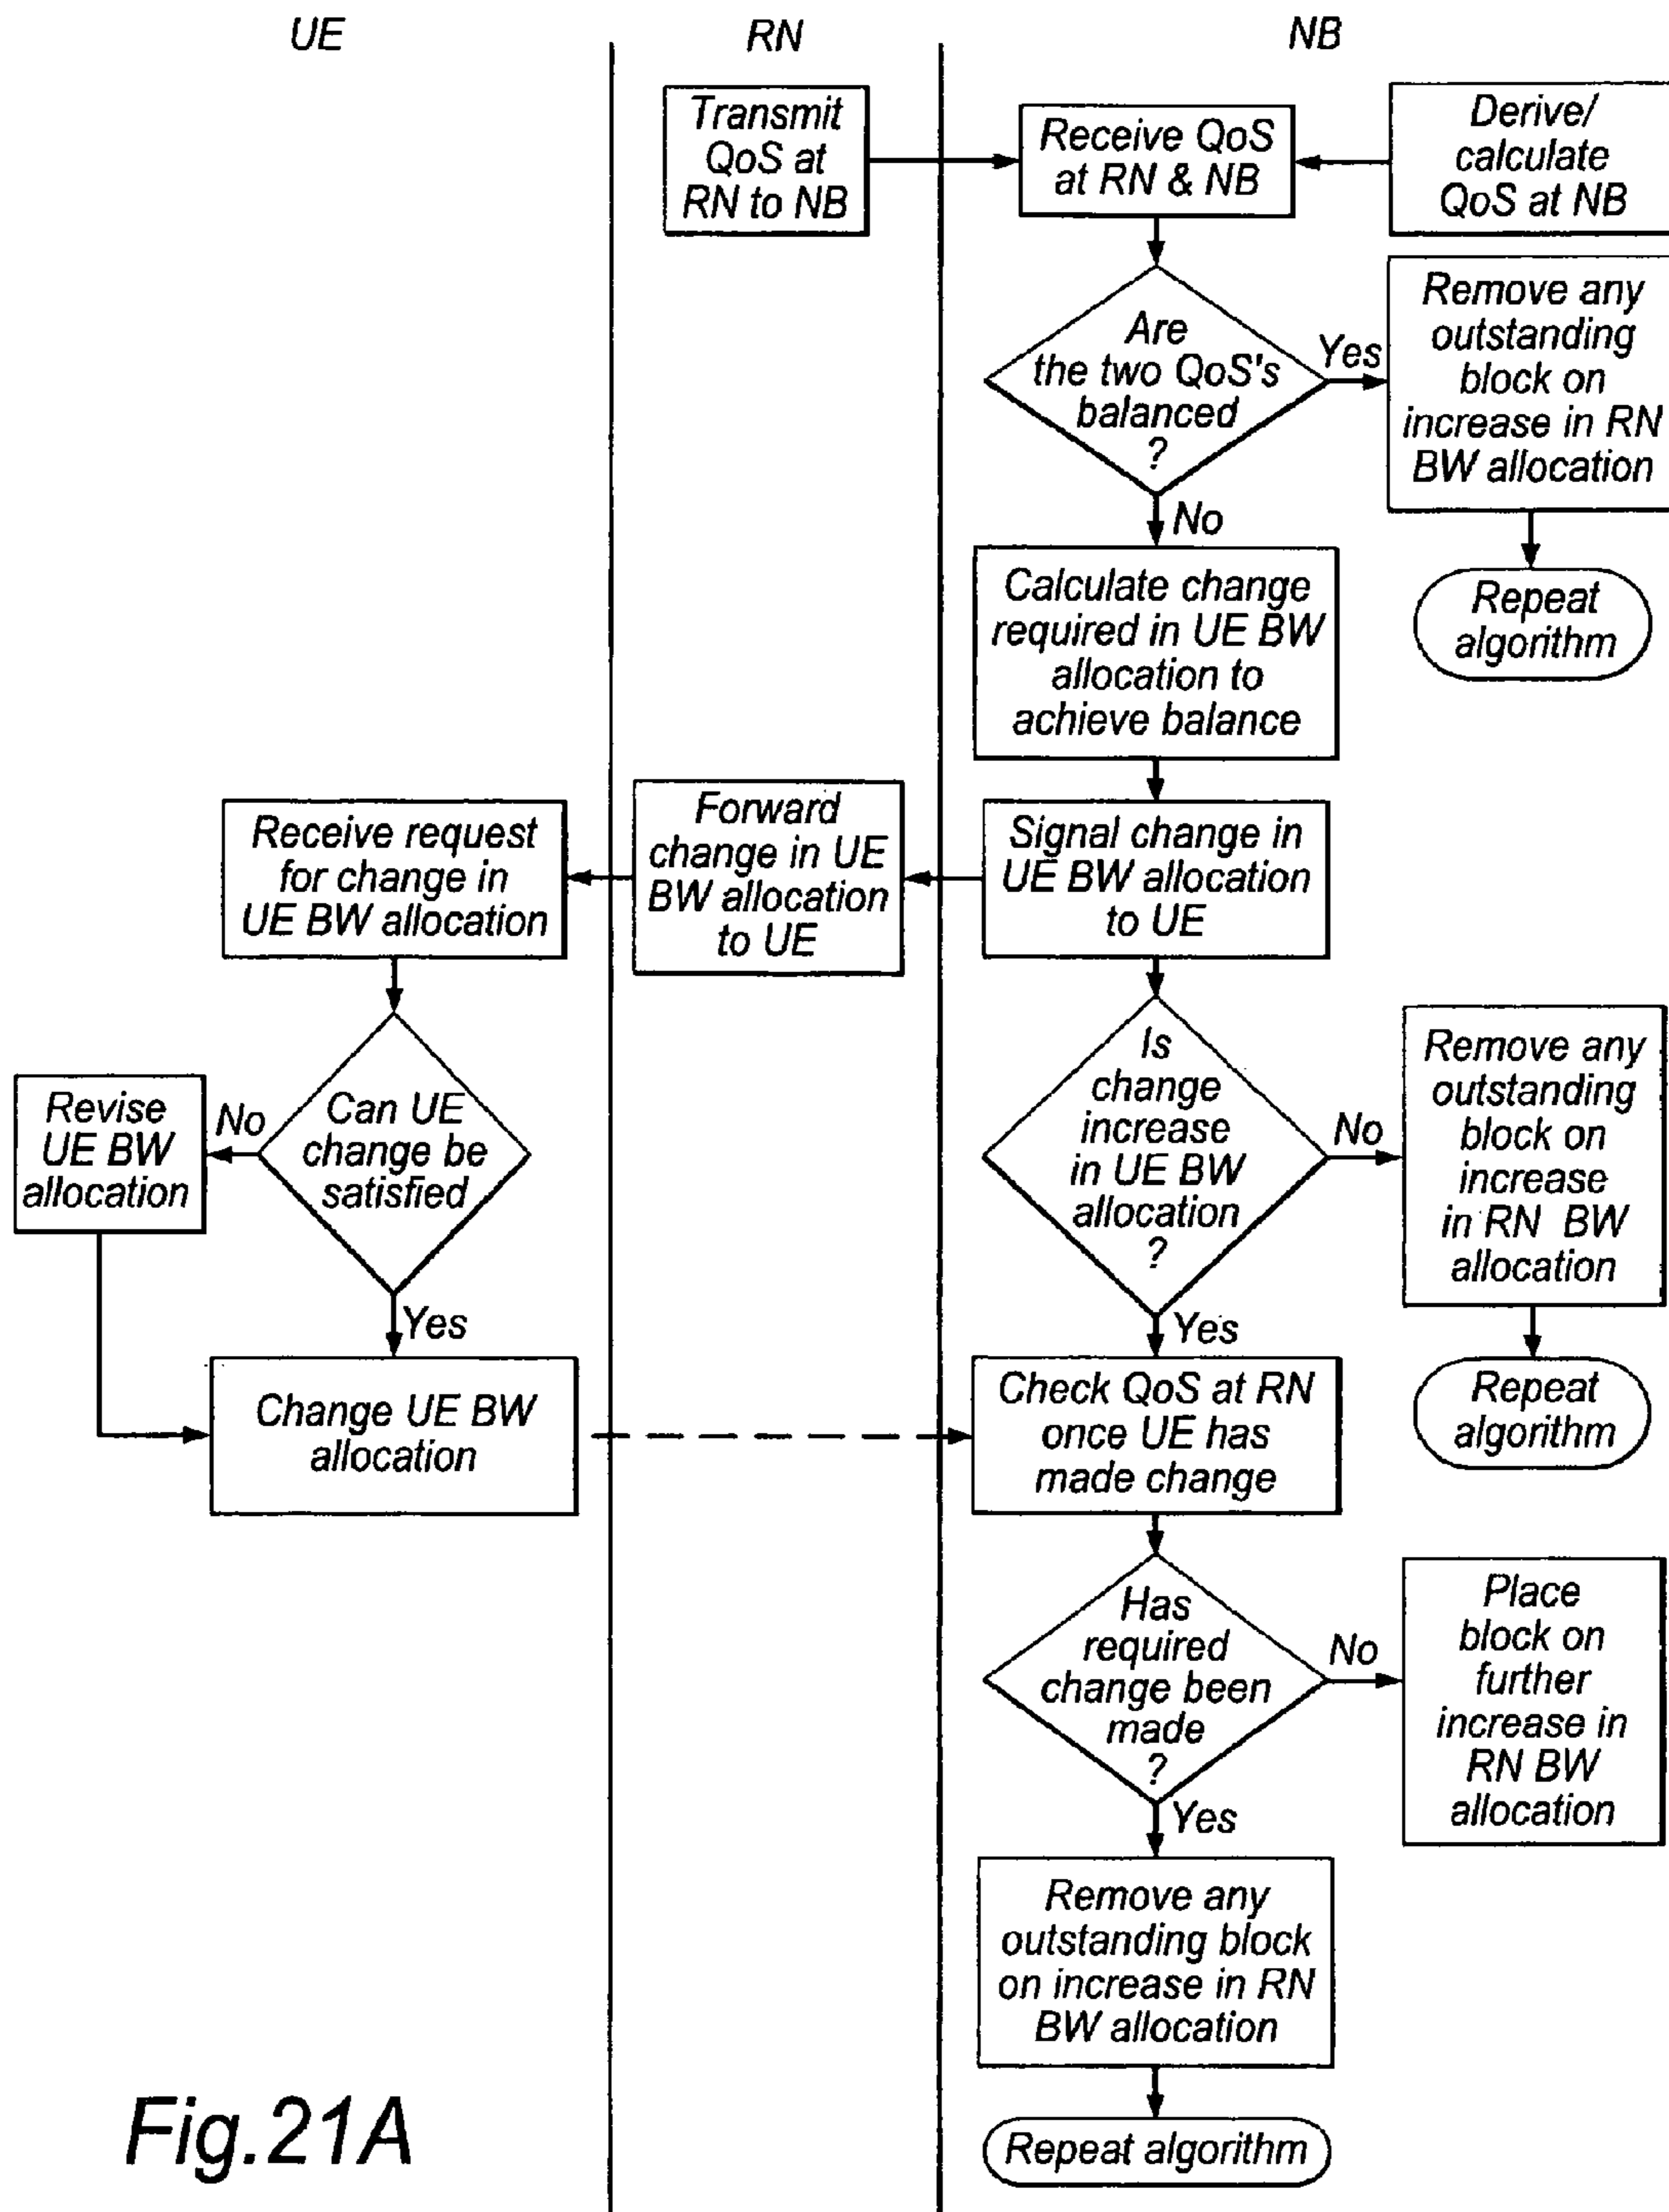 UE
RN
NB
Transmit
QoS at
RN to NB
Receive QoS
at RN & NB
Derive/
calculate
QoS at NB
Are
the two QoS's
balanced
?
Yes
Remove any
outstanding
block on
increase in RN
BW allocation
Repeat
algorithm
No
Calculate change
required in UE BW
allocation to
achieve balance
Signal change in
UE BW allocation
to UE
Forward
change in UE
BW allocation
to UE
Receive request
for change in
UE BW allocation
Can UE
change be
satisfied
No
Revise
UE BW
allocation
Yes
Change UE BW
allocation
Is
change
increase
in UE BW
allocation
?
No
Remove any
outstanding
block on
increase
in RN BW
allocation
Repeat
algorithm
Yes
Check QoS at RN
once UE has
made change
Has
required
change been
made
?
No
Place
block on
further
increase in
RN BW
allocation
Yes
Remove any
outstanding block
on increase in RN
BW allocation
Repeat algorithm
Fig.21A